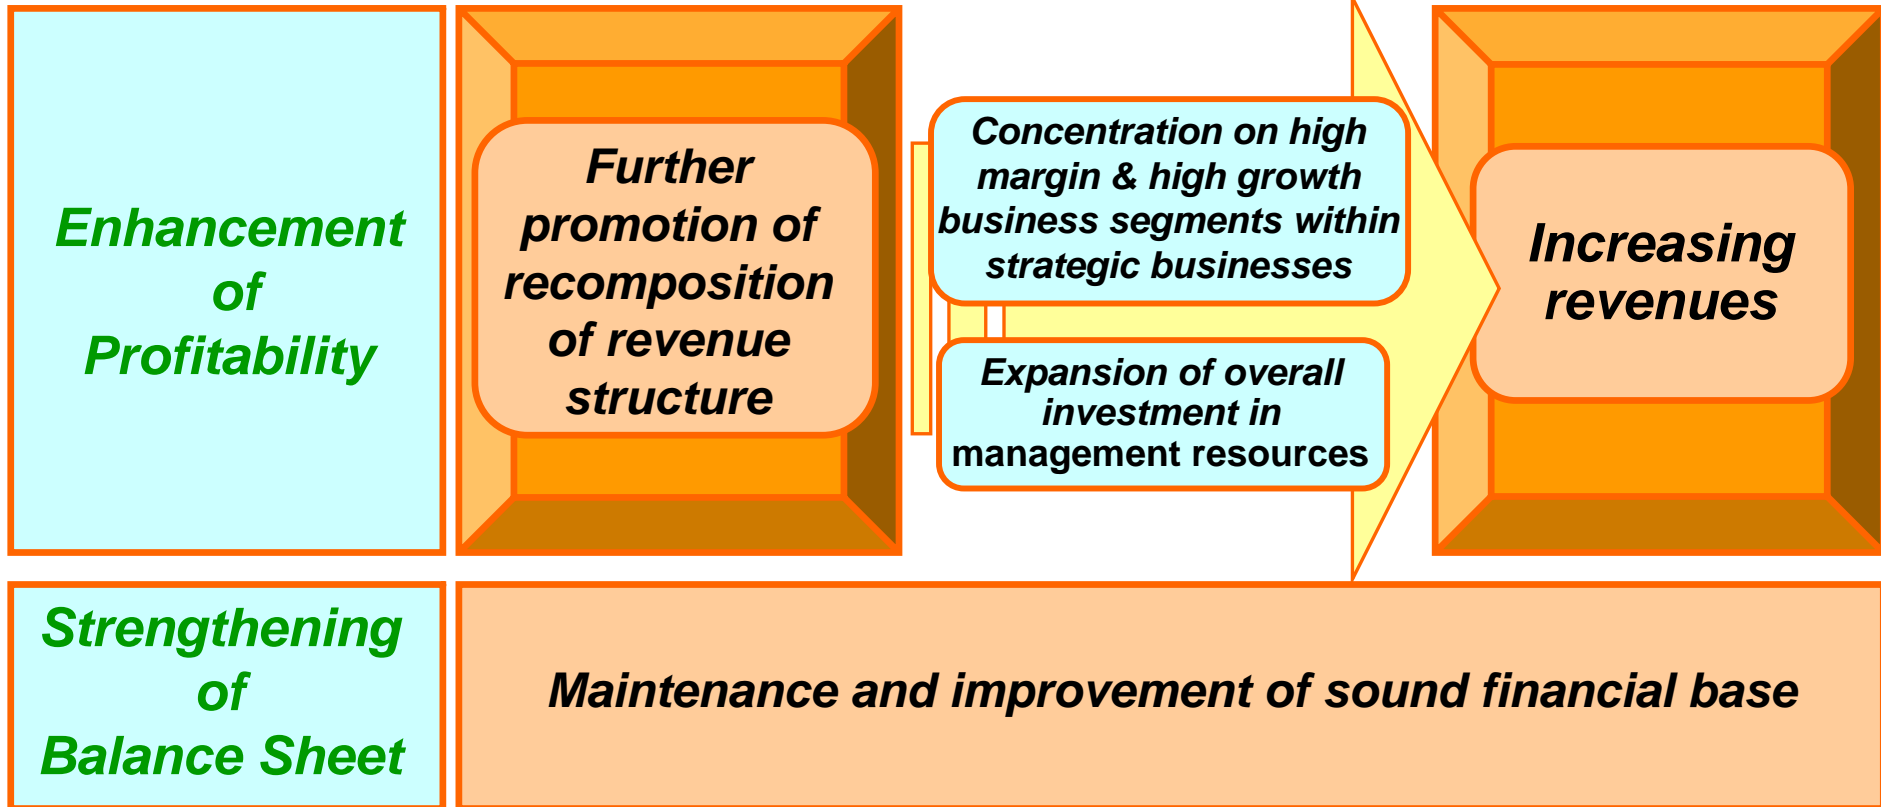 Enhancement
of
Profitability
Further
promotion of
recomposition
of revenue
structure
Concentration on high
margin & high growth
business segments within
strategic businesses
Expansion of overall
investment in
management resources
Increasing
revenues
Strengthening
of
Balance Sheet
Maintenance and improvement of sound financial base